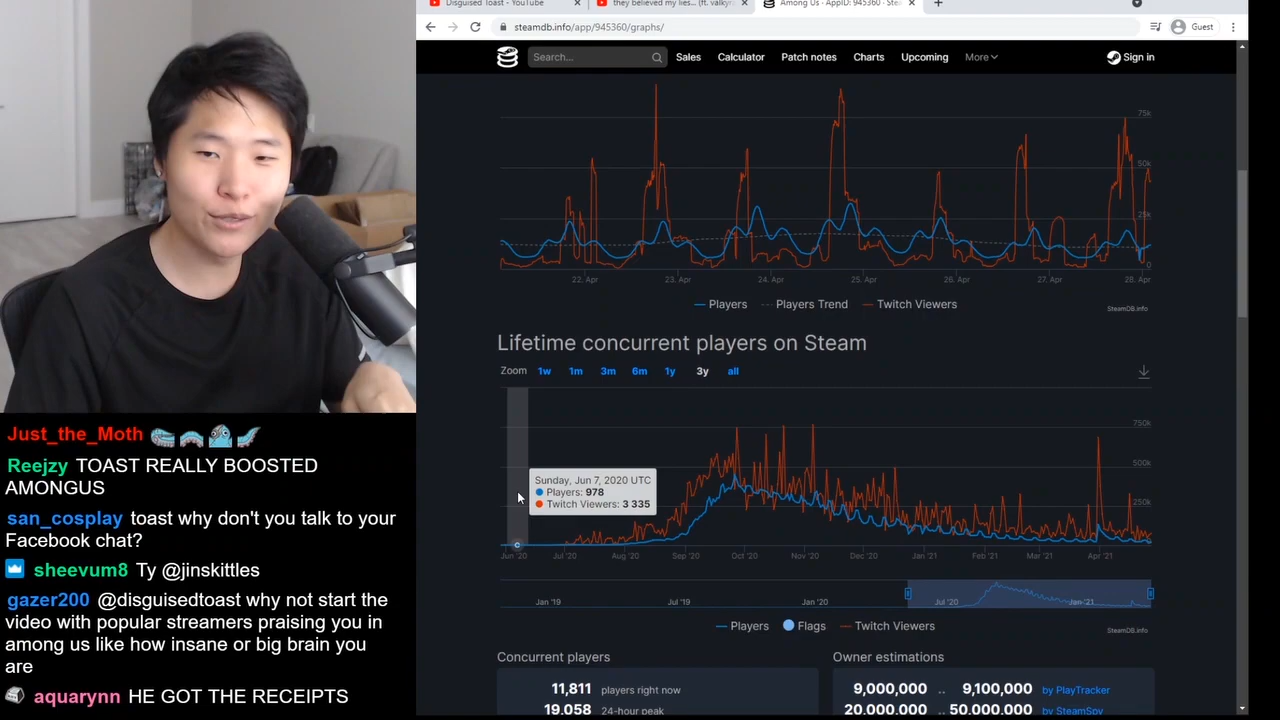 Disguised Toast - YouTube
they believed my lies... (ft. valkyr
Among Us - AppID: 945360 - Ste
steamdb.info/app/945360/graphs/
Guest
Search...
Sales
Calculator
Patch notes
Charts
Upcoming
More
Sign in
75k
50k
25k
0
22. Apr
23. Apr
24. Apr
25. Apr
26. Apr
27. Apr
28. Apr
Players
Players Trend
Twitch Viewers
SteamDB.info
Lifetime concurrent players on Steam
Zoom 1w 1m 3m 6m 1y 3y all
750k
500k
250k
Sunday, Jun 7, 2020 UTC
Players: 978
Twitch Viewers: 3 335
Jun '20
Jul '20
Aug '20
Sep '20
Oct '20
Nov '20
Dec '20
Jan '21
Feb '21
Mar '21
Apr '21
Jan '19
Jul '19
Jan '20
Jul '20
Jan '21
Players
Flags
Twitch Viewers
SteamDB.info
Concurrent players
11,811 players right now
19,058 24-hour peak
Owner estimations
9,000,000 .. 9,100,000 by PlayTracker
20,000,000 .. 50,000,000 by SteamSpy
Just_the_Moth
Reejzy TOAST REALLY BOOSTED
AMONGUS
san_cosplay toast why don't you talk to your
Facebook chat?
sheevum8 Ty @jinskittles
gazer200 @disguisedtoast why not start the
video with popular streamers praising you in
among us like how insane or big brain you
are
aquarynn HE GOT THE RECEIPTS